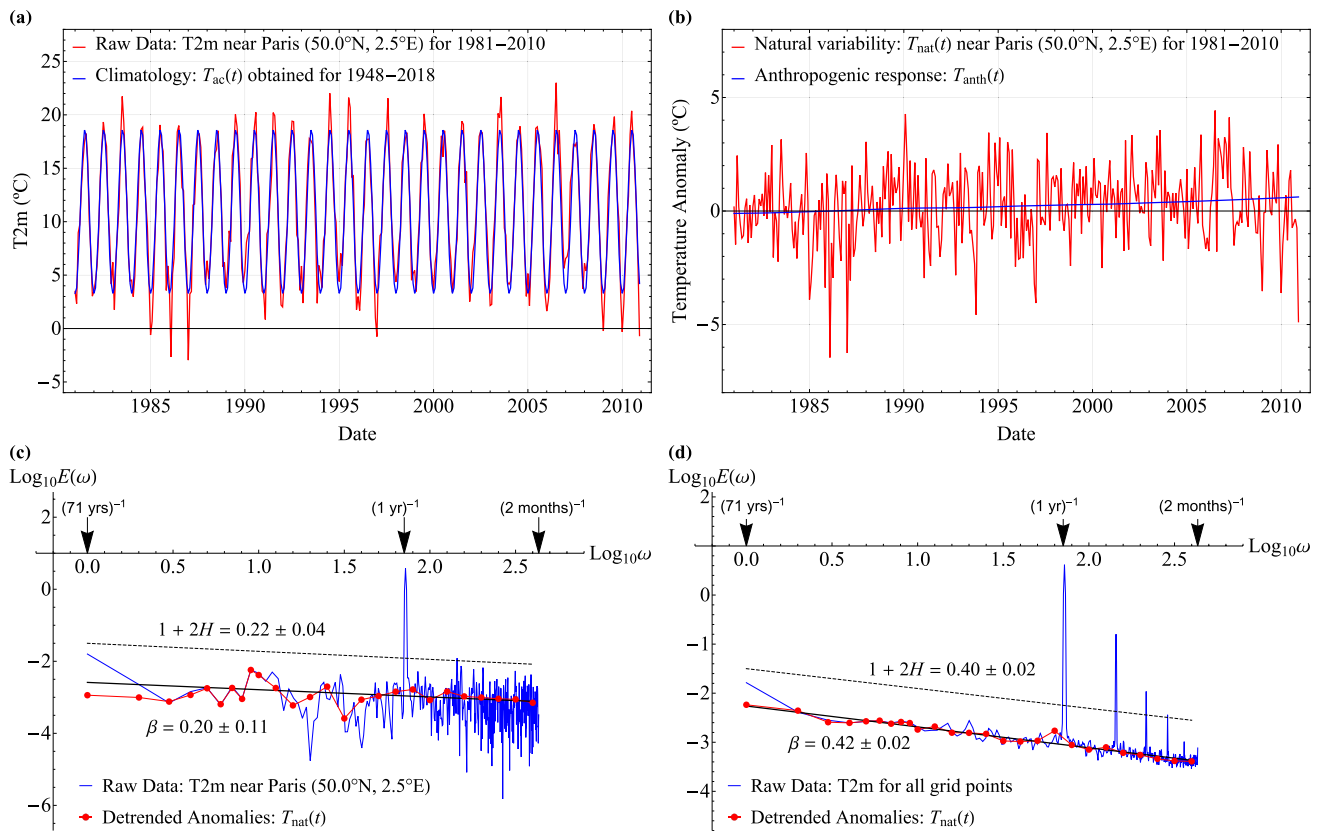 (a)
Raw Data: T2m near Paris (50.0°N, 2.5°E) for 1981−2010
Climatology: Tac(t) obtained for 1948−2018
25
20
15
10
5
0
−5
T2m (ºC)
1985
1990
1995
2000
2005
2010
Date
(b)
Natural variability: Tnat(t) near Paris (50.0°N, 2.5°E) for 1981−2010
Anthropogenic response: Tanth(t)
5
0
−5
Temperature Anomaly (ºC)
1985
1990
1995
2000
2005
2010
Date
(c)
Log10E(ω)
(71 yrs)−1
(1 yr)−1
(2 months)−1
2
Log10ω
0.0
0.5
1.0
1.5
2.0
2.5
0
1 + 2H = 0.22 ± 0.04
−2
β = 0.20 ± 0.11
−4
Raw Data: T2m near Paris (50.0°N, 2.5°E)
−6
Detrended Anomalies: Tnat(t)
(d)
Log10E(ω)
2
(71 yrs)−1
(1 yr)−1
(2 months)−1
1
Log10ω
0.0
0.5
1.0
1.5
2.0
2.5
0
−1
1 + 2H = 0.40 ± 0.02
−2
β = 0.42 ± 0.02
−3
Raw Data: T2m for all grid points
−4
Detrended Anomalies: Tnat(t)